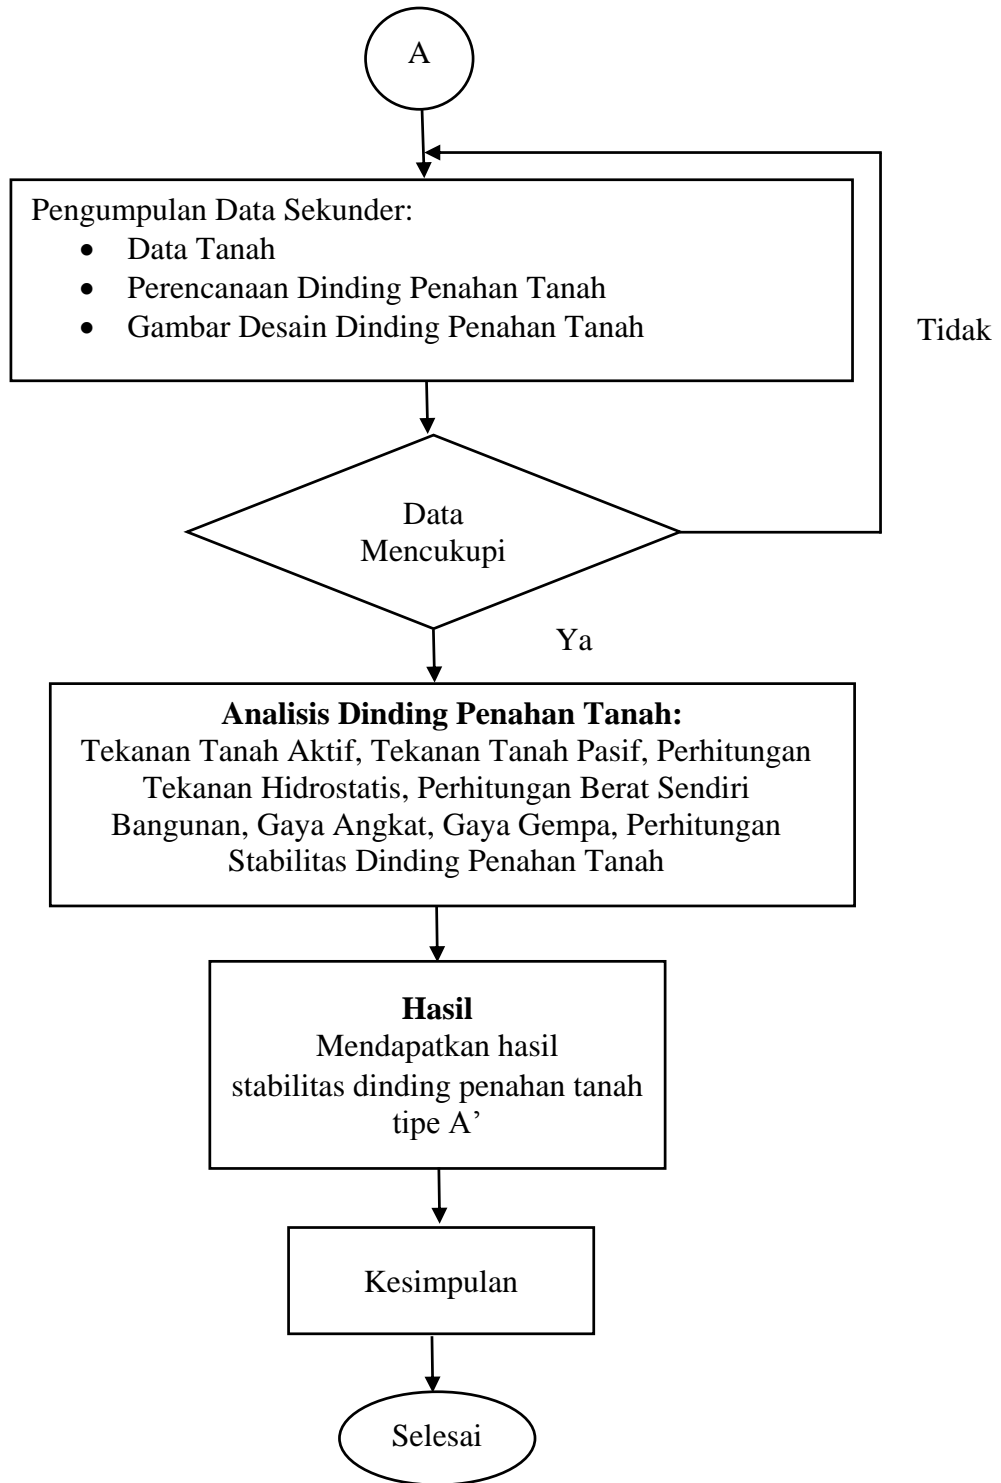 A
Pengumpulan Data Sekunder:
• Data Tanah
• Perencanaan Dinding Penahan Tanah
• Gambar Desain Dinding Penahan Tanah
Tidak
Data
Mencukupi
Ya
Analisis Dinding Penahan Tanah:
Tekanan Tanah Aktif, Tekanan Tanah Pasif, Perhitungan
Tekanan Hidrostatis, Perhitungan Berat Sendiri
Bangunan, Gaya Angkat, Gaya Gempa, Perhitungan
Stabilitas Dinding Penahan Tanah
Hasil
Mendapatkan hasil
stabilitas dinding penahan tanah
tipe A’
Kesimpulan
Selesai